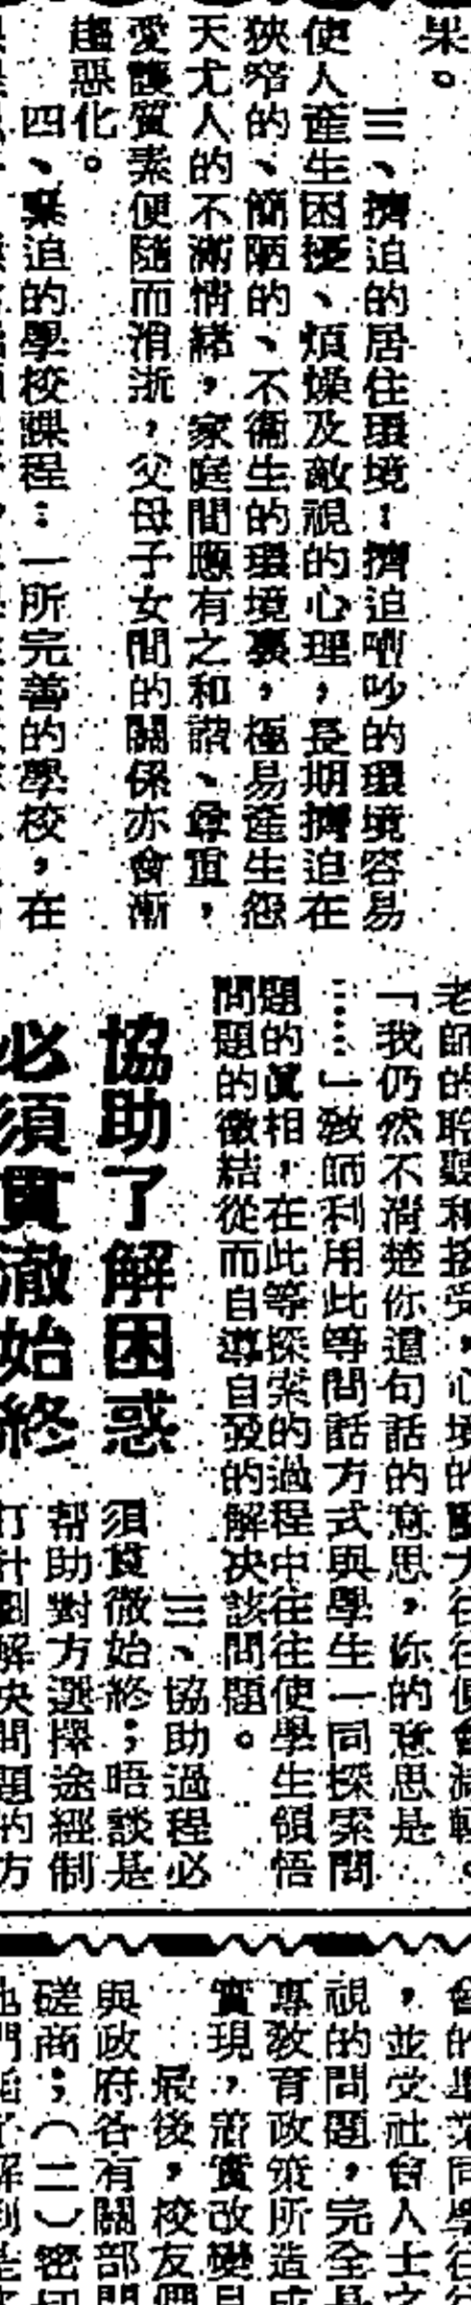 果。
三、擠迫的居住環境：擠迫嘈吵的環境容易
使人產生困擾、煩燥及敵視的心理，長期擠迫在
狹窄的、簡陋的、不衞生的環境裏，極易產生怨
天尤人的不滿情緒，家庭間應有之和諧、尊重，
愛護質素便隨而消逝，父母子女間的關係亦會漸
趨惡化。
四、緊迫的學校課程：一所完善的學校，在
老師的聆聽和接受，心境的
「我仍然不清楚你這句話的意思，你的意思是
……」教師利用此等問話方式與學生一同探索問
題的眞相，在此等探索的過程中往往使學生領悟
問題的徵結從而自導自發的解決該問題。
協助了解困惑
必須貫澈始終
三、協助過程必
須貫徹始終；晤談是
幫助對方選擇途經制
打計劃解決問題的方
，並受社會人士之
視的問題，完全是
專敎育政策所造成
實現，着實改變
最後，校友們
與政府各有關部門
磋商；（二）密切